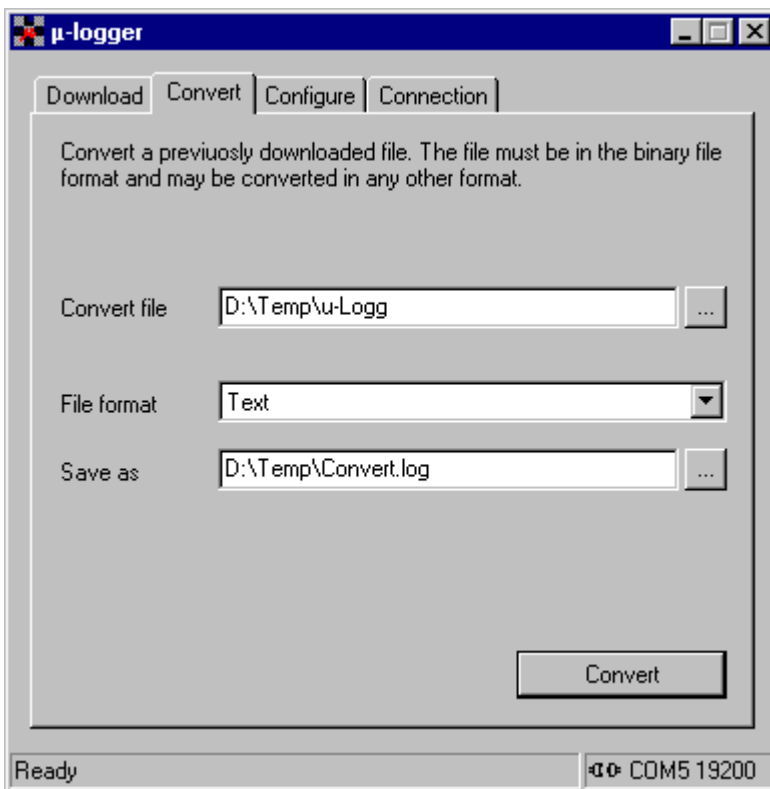 µ-logger
Download Convert Configure Connection
Convert a previuosly downloaded file. The file must be in the binary file
format and may be converted in any other format.
Convert file D:\Temp\u-Logg ...
File format Text
Save as D:\Temp\Convert.log ...
Convert
Ready COM5 19200